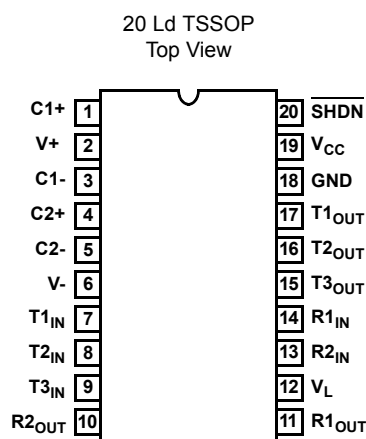 20 Ld TSSOP
Top View
C1+ 1 20 SHDN
V+ 2 19 VCC
C1- 3 18 GND
C2+ 4 17 T1OUT
C2- 5 16 T2OUT
V- 6 15 T3OUT
T1IN 7 14 R1IN
T2IN 8 13 R2IN
T3IN 9 12 VL
R2OUT 10 11 R1OUT